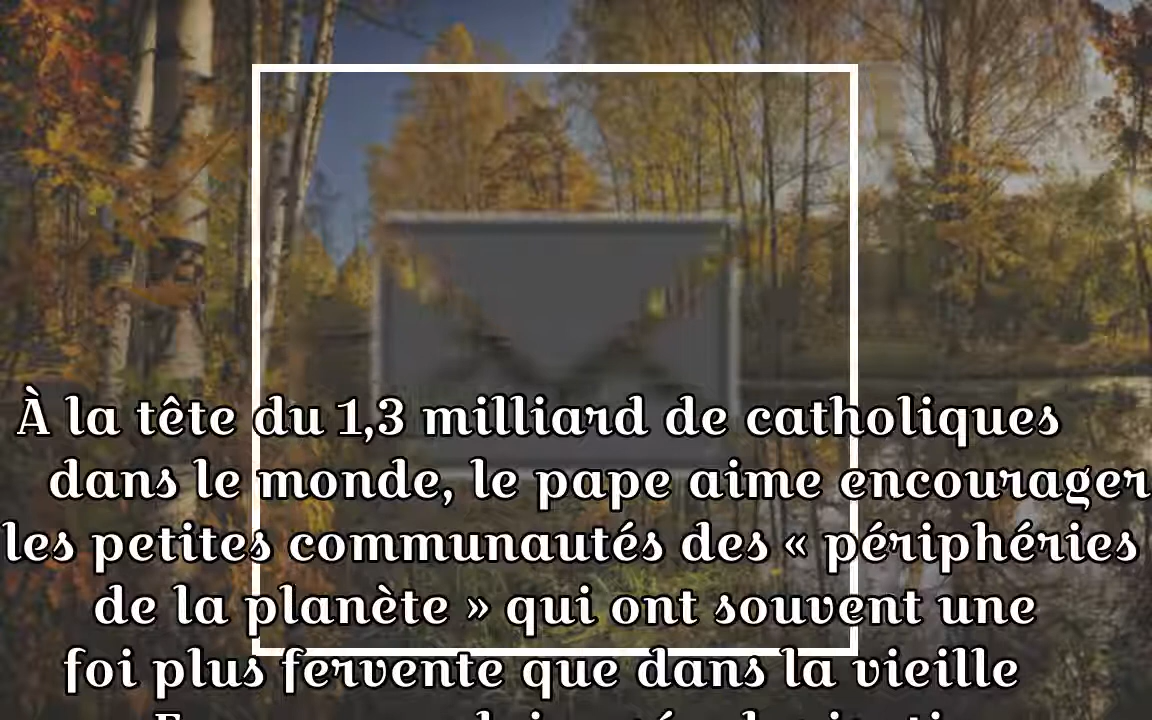 À la tête du 1,3 milliard de catholiques
dans le monde, le pape aime encourager
les petites communautés des « périphéries
de la planète » qui ont souvent une
foi plus fervente que dans la vieille